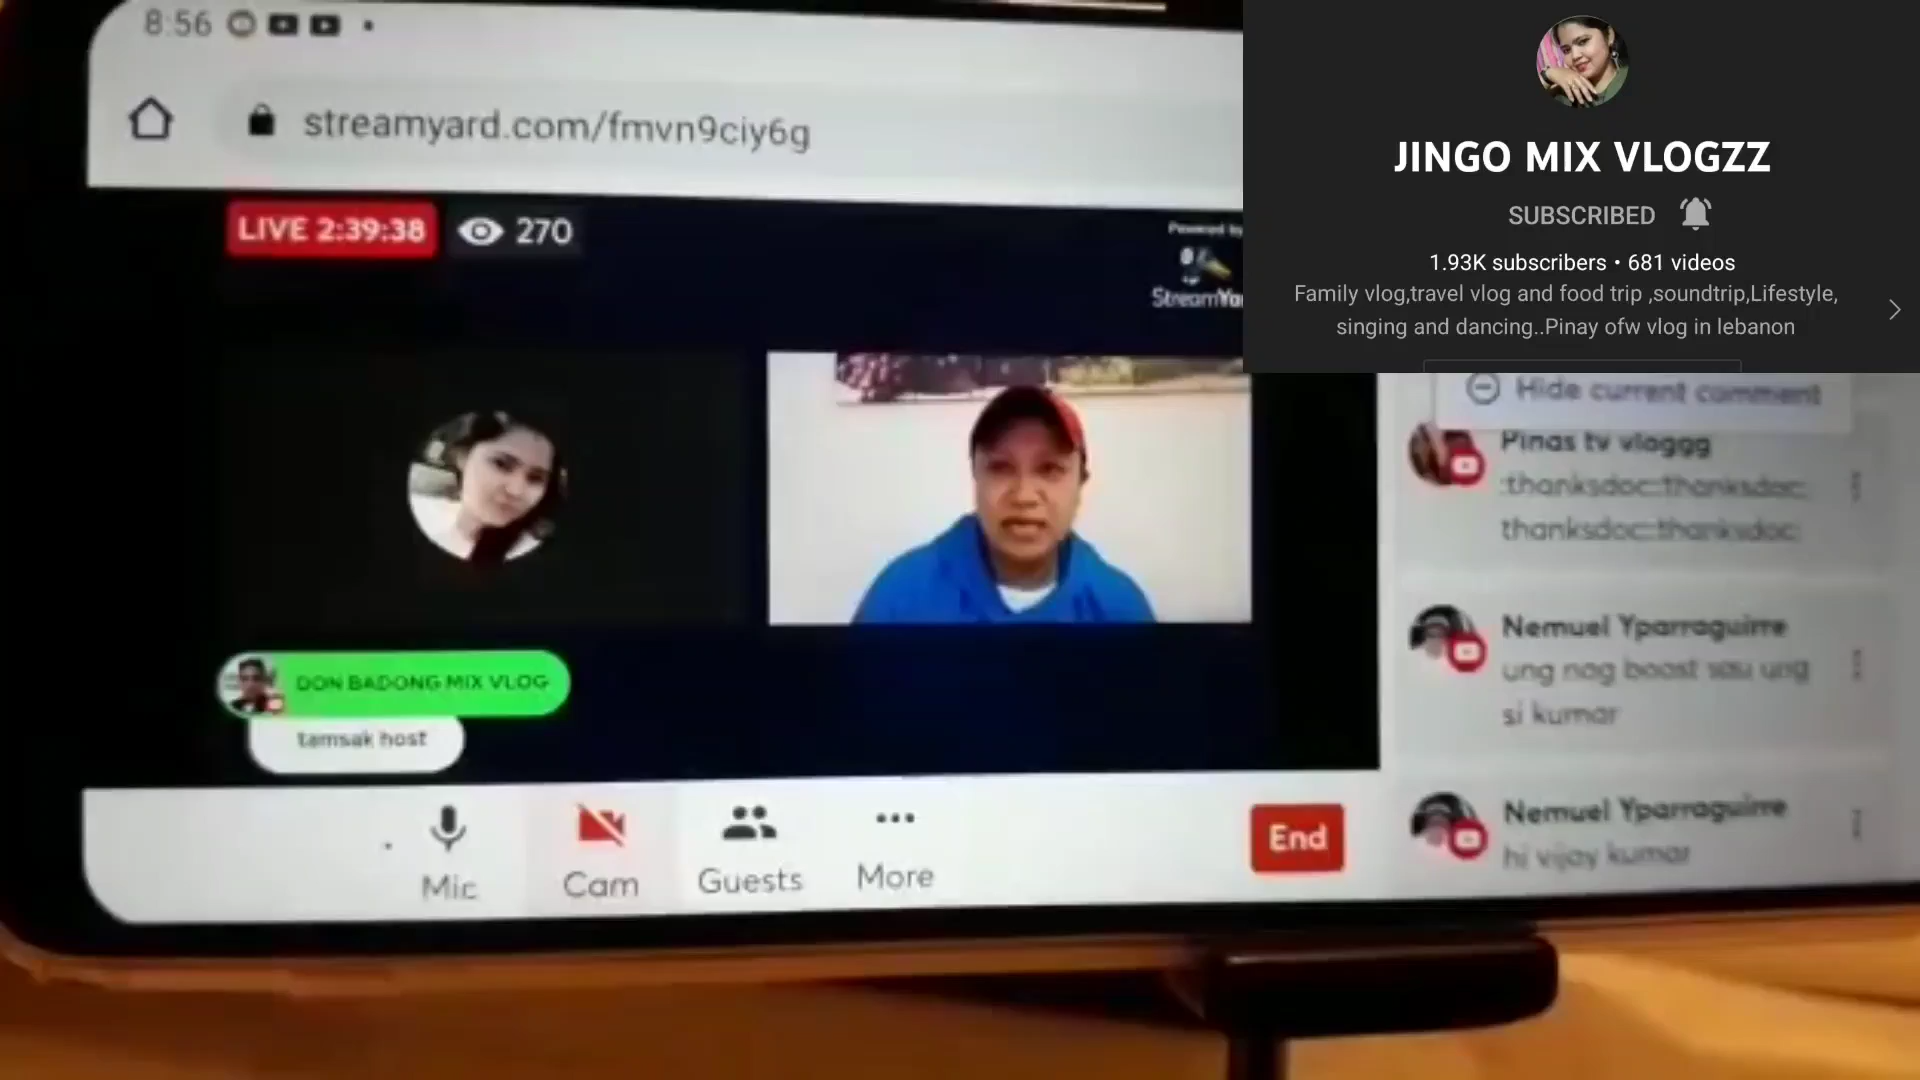 8:56
streamyard.com/fmvn9ciy6g
LIVE 2:39:38
270
Powered by
StreamYa
JINGO MIX VLOGZZ
SUBSCRIBED
1.93K subscribers • 681 videos
Family vlog,travel vlog and food trip ,soundtrip,Lifestyle,
singing and dancing..Pinay ofw vlog in lebanon
Hide current comment
Pinas tv vloggg
:thanksdoc::thanksdoc:
thanksdoc::thanksdoc:
Nemuel Yparraguirre
ung nag boost sau ung
si kumar
Nemuel Yparraguirre
hi vijay kumar
DON BADONG MIX VLOG
tamsak host
Mic
Cam
Guests
More
End